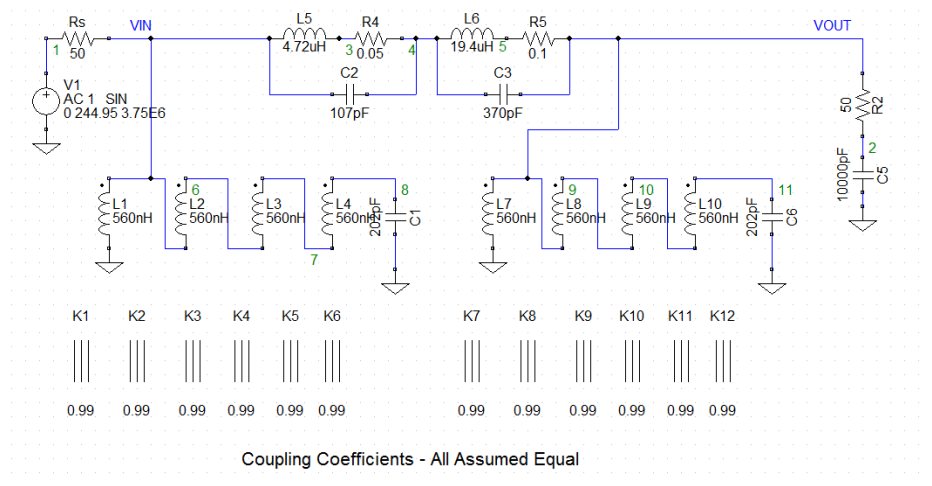 Rs
VIN
L5
R4
L6
R5
VOUT
1
50
4.72uH
3
0.05
4
19.4uH
5
0.1
V1
AC 1 SIN
0 244.95 3.75E6
C2
107pF
C3
370pF
50
R2
2
10000pF
C5
L1
560nH
6
L2
560nH
L3
560nH
L4
560nH
7
8
202pF
C1
L7
560nH
9
L8
560nH
10
L9
560nH
L10
560nH
11
202pF
C6
K1 K2 K3 K4 K5 K6 K7 K8 K9 K10 K11 K12
0.99 0.99 0.99 0.99 0.99 0.99 0.99 0.99 0.99 0.99 0.99 0.99
Coupling Coefficients - All Assumed Equal